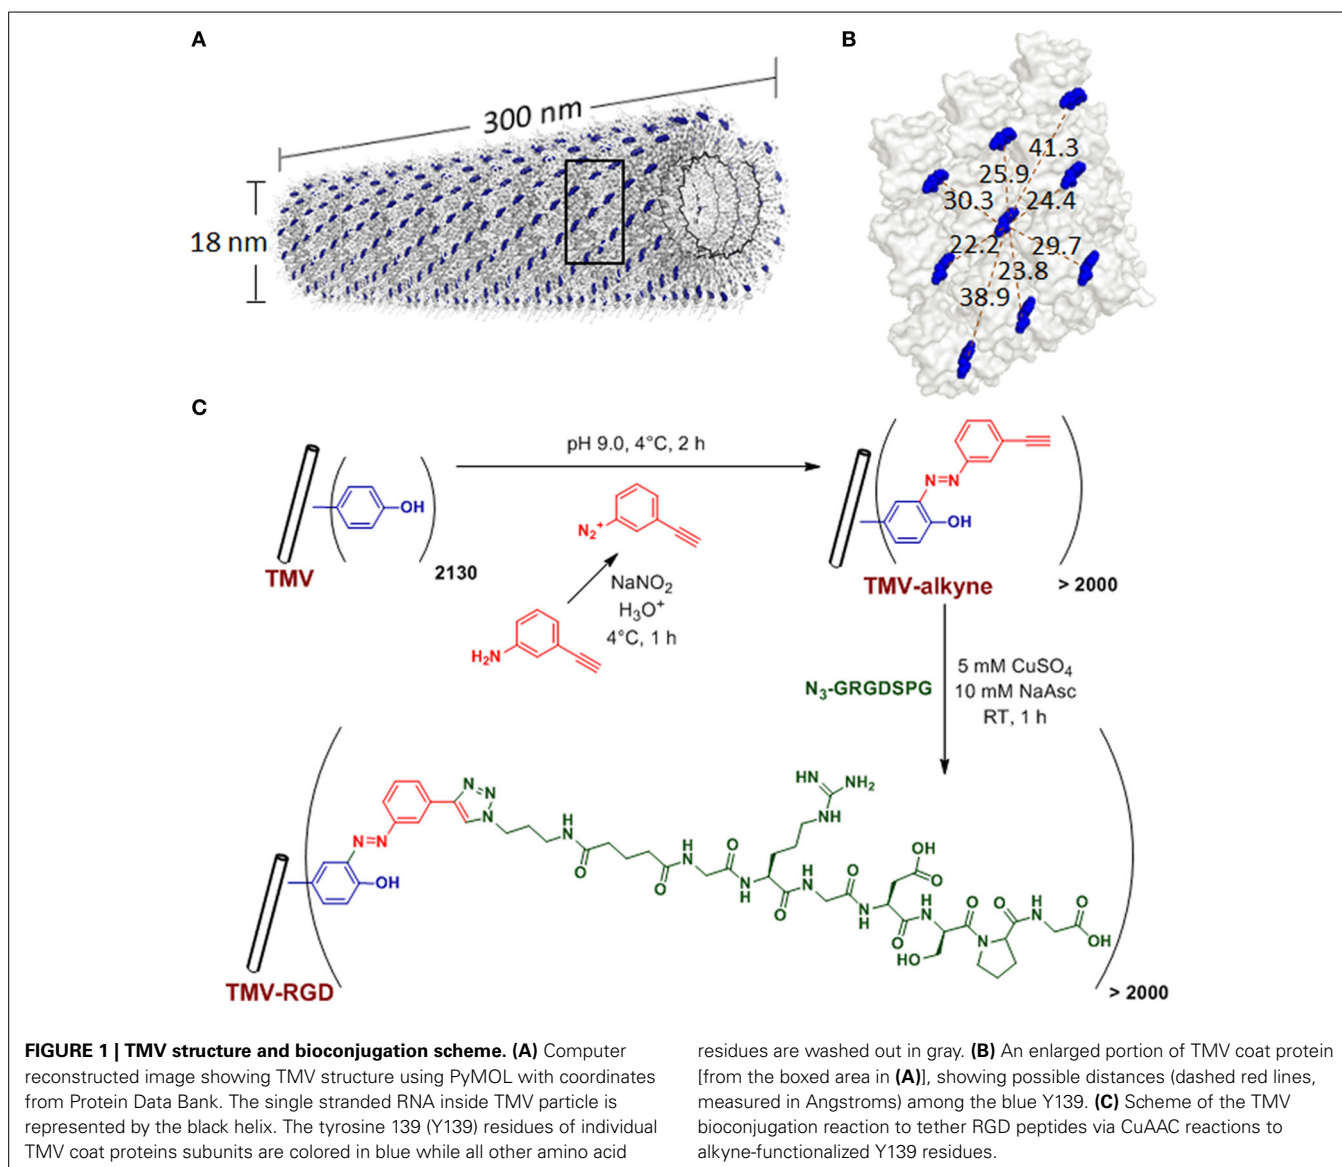 A
300 nm
18 nm
B
41.3
25.9
30.3
24.4
22.2
29.7
23.8
38.9
C
pH 9.0, 4°C, 2 h
OH
TMV
2130
N₂⁺
NaNO₂
H₃O⁺
4°C, 1 h
H₂N
N=N
OH
TMV-alkyne
> 2000
N₃-GRGDSPG
5 mM CuSO₄
10 mM NaAsc
RT, 1 h
HN
NH₂
NH
N
N
N
N=N
OH
H
N
O
O
H
N
O
N
H
O
H
N
O
N
H
OH
O
O
H
N
HO
O
N
O
H
N
O
OH
TMV-RGD
> 2000
FIGURE 1 | TMV structure and bioconjugation scheme. (A) Computer
reconstructed image showing TMV structure using PyMOL with coordinates
from Protein Data Bank. The single stranded RNA inside TMV particle is
represented by the black helix. The tyrosine 139 (Y139) residues of individual
TMV coat proteins subunits are colored in blue while all other amino acid
residues are washed out in gray. (B) An enlarged portion of TMV coat protein
[from the boxed area in (A)], showing possible distances (dashed red lines,
measured in Angstroms) among the blue Y139. (C) Scheme of the TMV
bioconjugation reaction to tether RGD peptides via CuAAC reactions to
alkyne-functionalized Y139 residues.